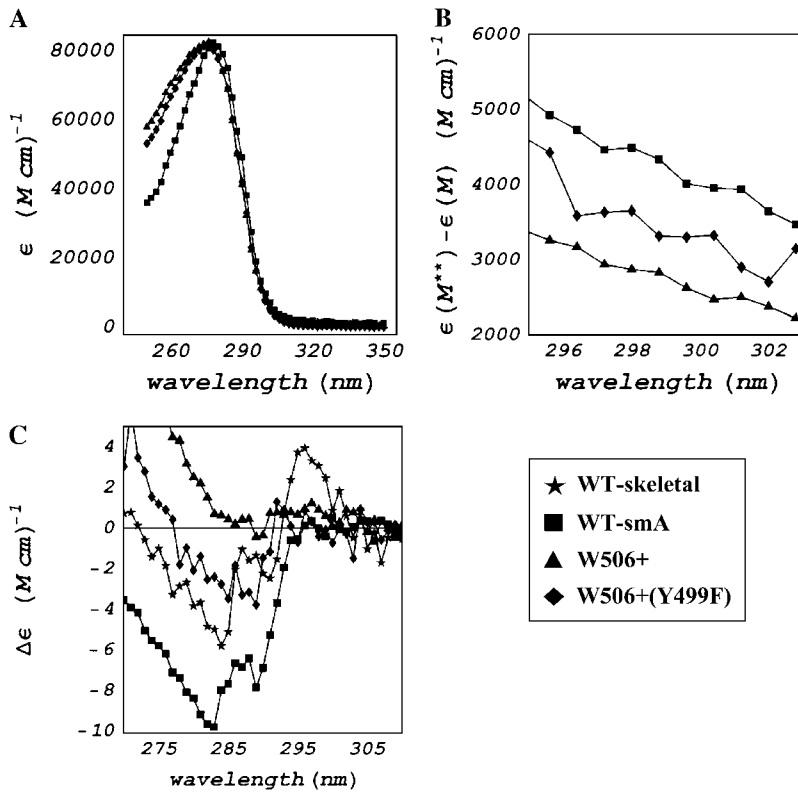 A
80000
60000
40000
20000
0
ϵ (M cm)⁻¹
260 290 320 350
wavelength (nm)
B
6000
5000
4000
3000
2000
ϵ(M**)-ϵ(M) (M cm)⁻¹
296 298 300 302
wavelength (nm)
C
4
2
0
-2
-4
-6
-8
-10
Δϵ (M cm)⁻¹
275 285 295 305
wavelength (nm)
WT-skeletal
WT-smA
W506+
W506+(Y499F)